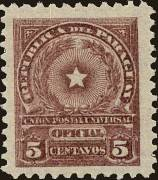 REPUBLICA DEL PARAGUAY
UNION POSTAL UNIVERSAL
OFICIAL
5 CENTAVOS 5